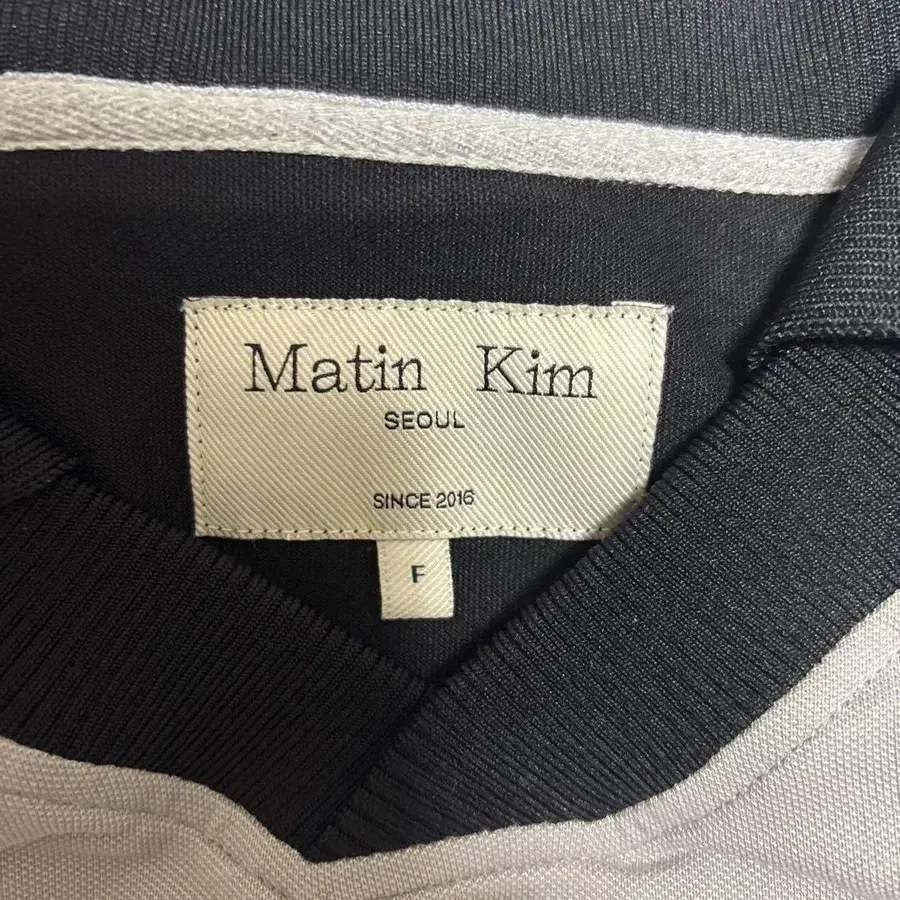 Matin Kim
SEOUL
SINCE 2016
F